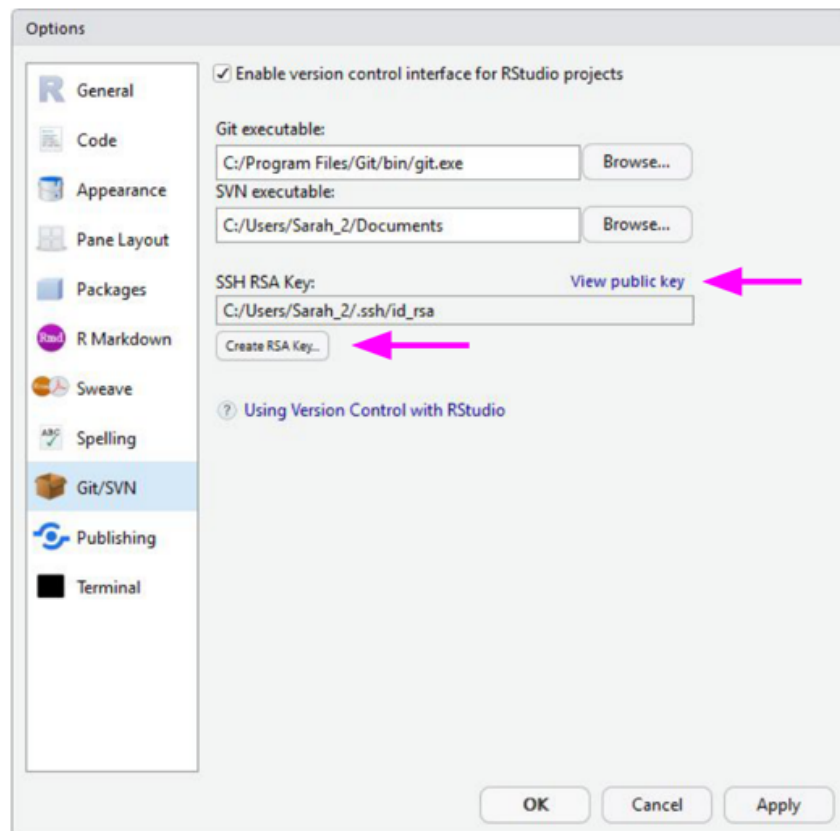 Options
General
Code
Appearance
Pane Layout
Packages
Rmd R Markdown
Sweave
ABC Spelling
Git/SVN
Publishing
Terminal
Enable version control interface for RStudio projects
Git executable:
C:/Program Files/Git/bin/git.exe Browse...
SVN executable:
C:/Users/Sarah_2/Documents Browse...
SSH RSA Key: View public key
C:/Users/Sarah_2/.ssh/id_rsa
Create RSA Key...
? Using Version Control with RStudio
OK Cancel Apply